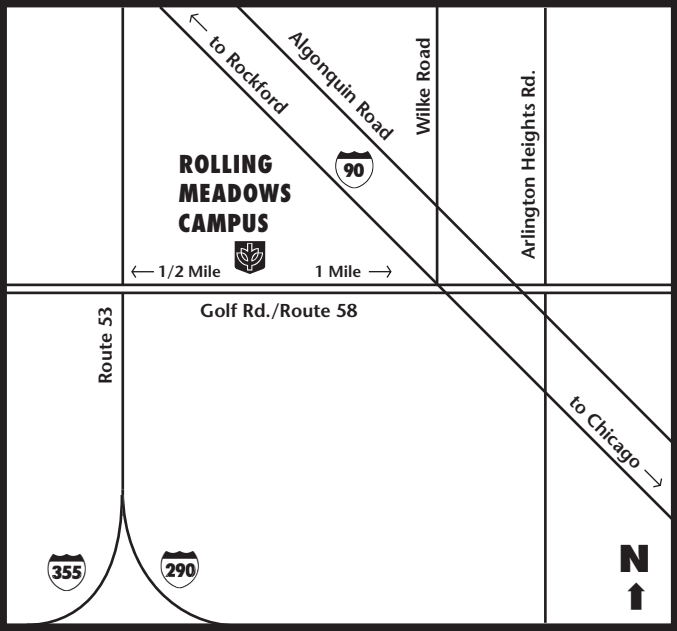 ← to Rockford
Algonquin Road
Wilke Road
Arlington Heights Rd.
90
ROLLING
MEADOWS
CAMPUS
← 1/2 Mile
1 Mile →
Golf Rd./Route 58
Route 53
to Chicago →
355
290
N